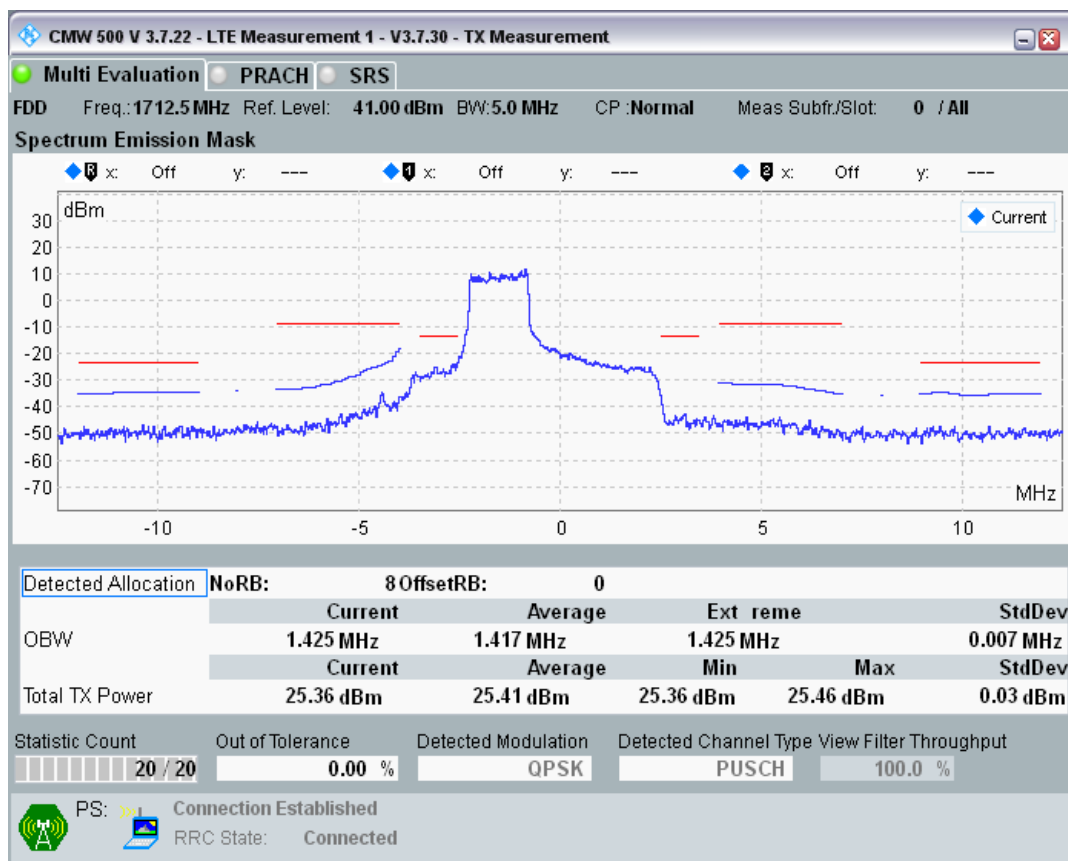 CMW 500 V 3.7.22 - LTE Measurement 1 - V3.7.30 - TX Measurement
Multi Evaluation PRACH SRS
FDD Freq.: 1712.5 MHz Ref. Level: 41.00 dBm BW: 5.0 MHz CP : Normal Meas Subfr./Slot: 0 / All
Spectrum Emission Mask
R x: Off y: --- 1 x: Off y: --- 2 x: Off y: ---
dBm
Current
30
20
10
0
-10
-20
-30
-40
-50
-60
-70
MHz
-10 -5 0 5 10
Detected Allocation NoRB: 8 OffsetRB: 0
Current Average Ext reme StdDev
OBW 1.425 MHz 1.417 MHz 1.425 MHz 0.007 MHz
Current Average Min Max StdDev
Total TX Power 25.36 dBm 25.41 dBm 25.36 dBm 25.46 dBm 0.03 dBm
Statistic Count Out of Tolerance Detected Modulation Detected Channel Type View Filter Throughput
20 / 20 0.00 % QPSK PUSCH 100.0 %
PS: Connection Established
RRC State: Connected